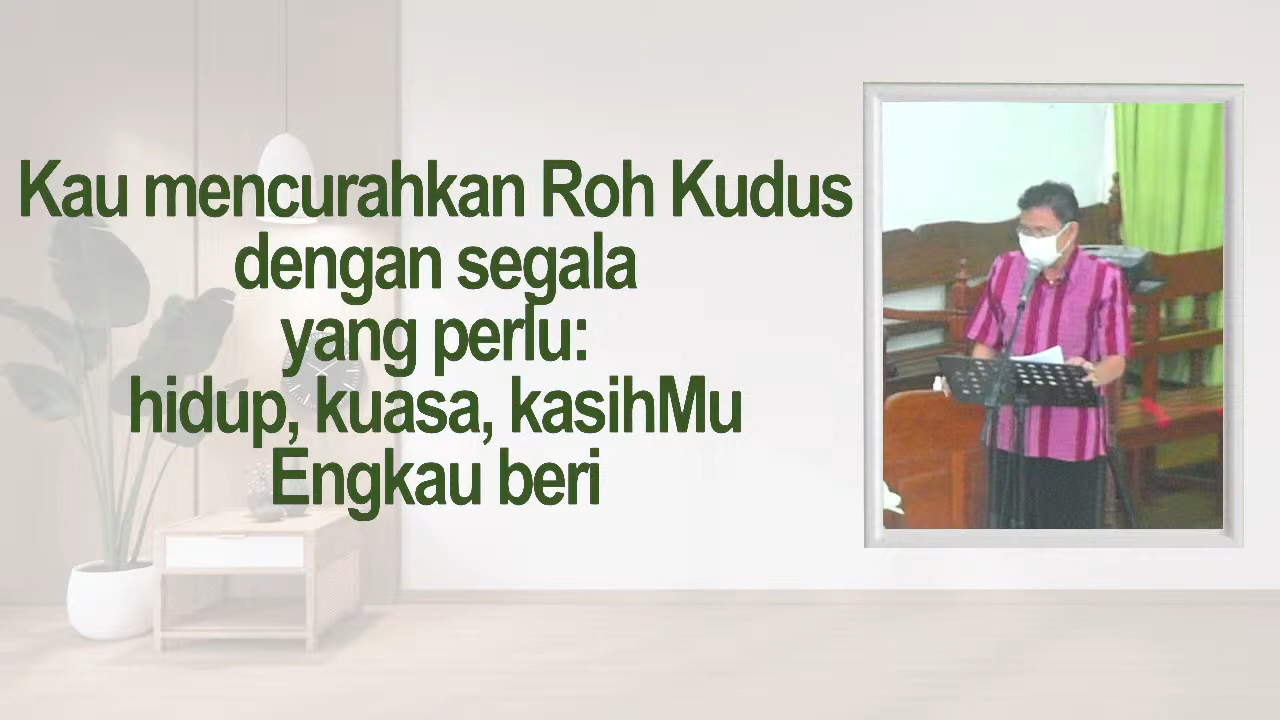 Kau mencurahkan Roh Kudus
dengan segala
yang perlu:
hidup, kuasa, kasihMu
Engkau beri